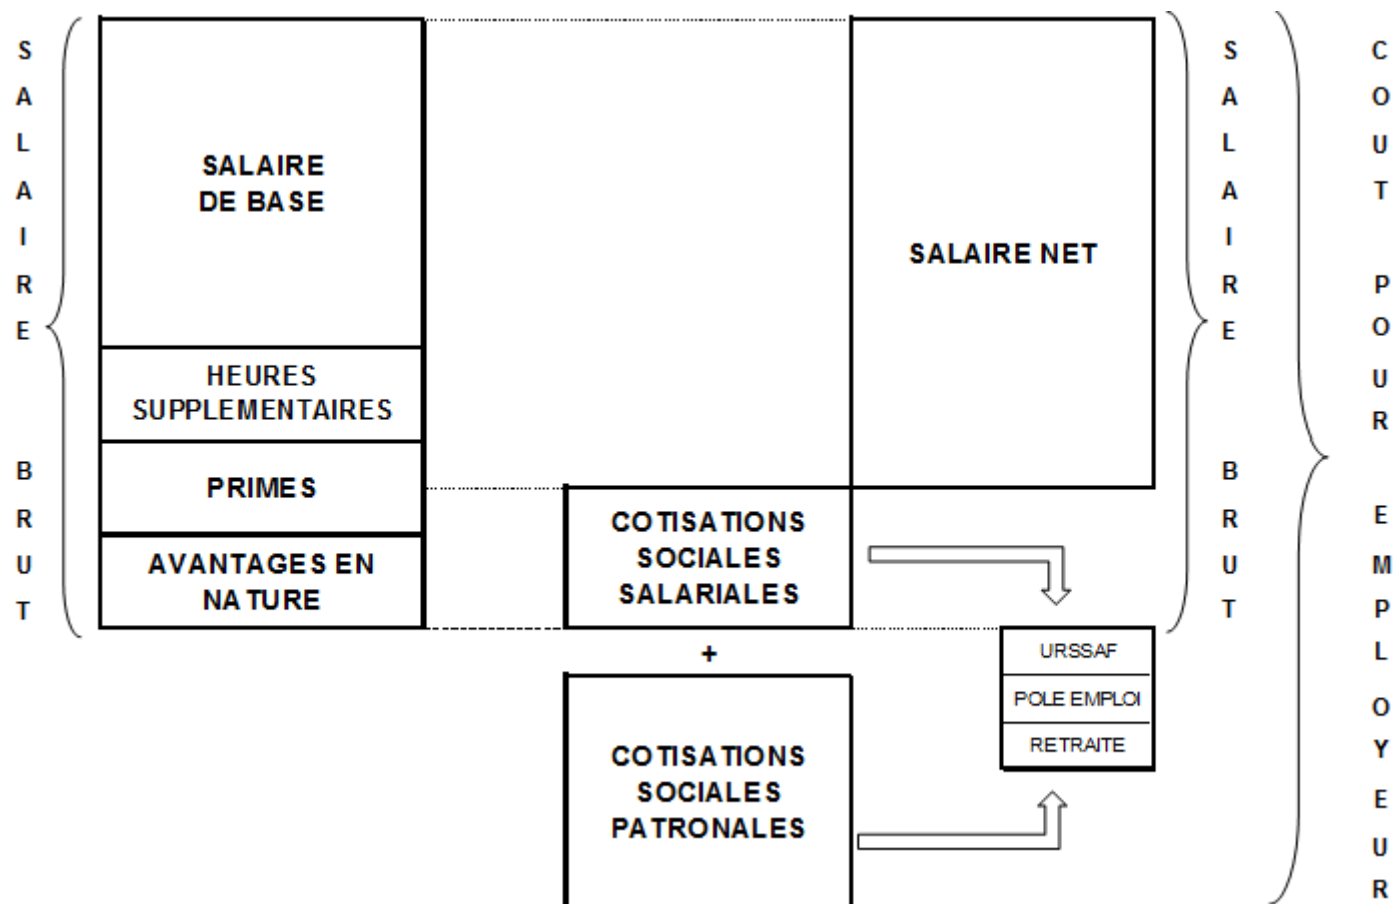 SALAIRE BRUT
SALAIRE
DE BASE
HEURES
SUPPLEMENTAIRES
PRIMES
AVANTAGES EN
NATURE
COTISATIONS
SOCIALES
SALARIALES
+
COTISATIONS
SOCIALES
PATRONALES
SALAIRE NET
URSSAF
POLE EMPLOI
RETRAITE
SALAIRE BRUT
COUT POUR EMPLOYEUR